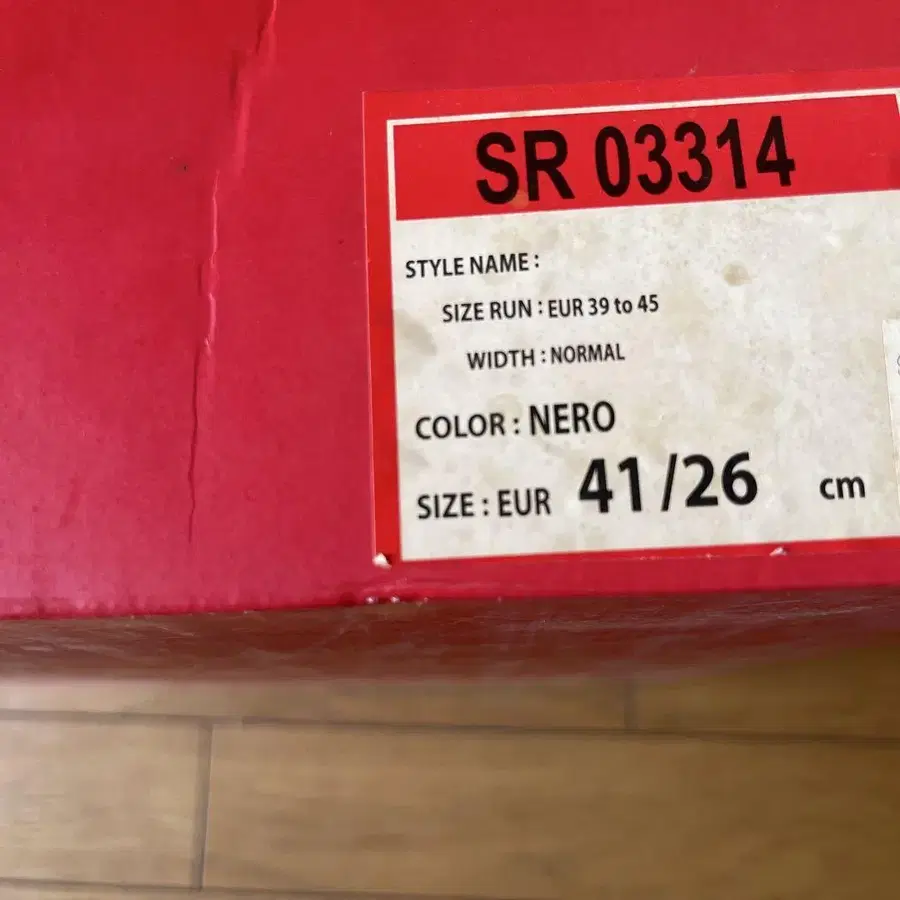 SR 03314
STYLE NAME :
SIZE RUN : EUR 39 to 45
WIDTH : NORMAL
COLOR : NERO
SIZE : EUR 41/26 cm